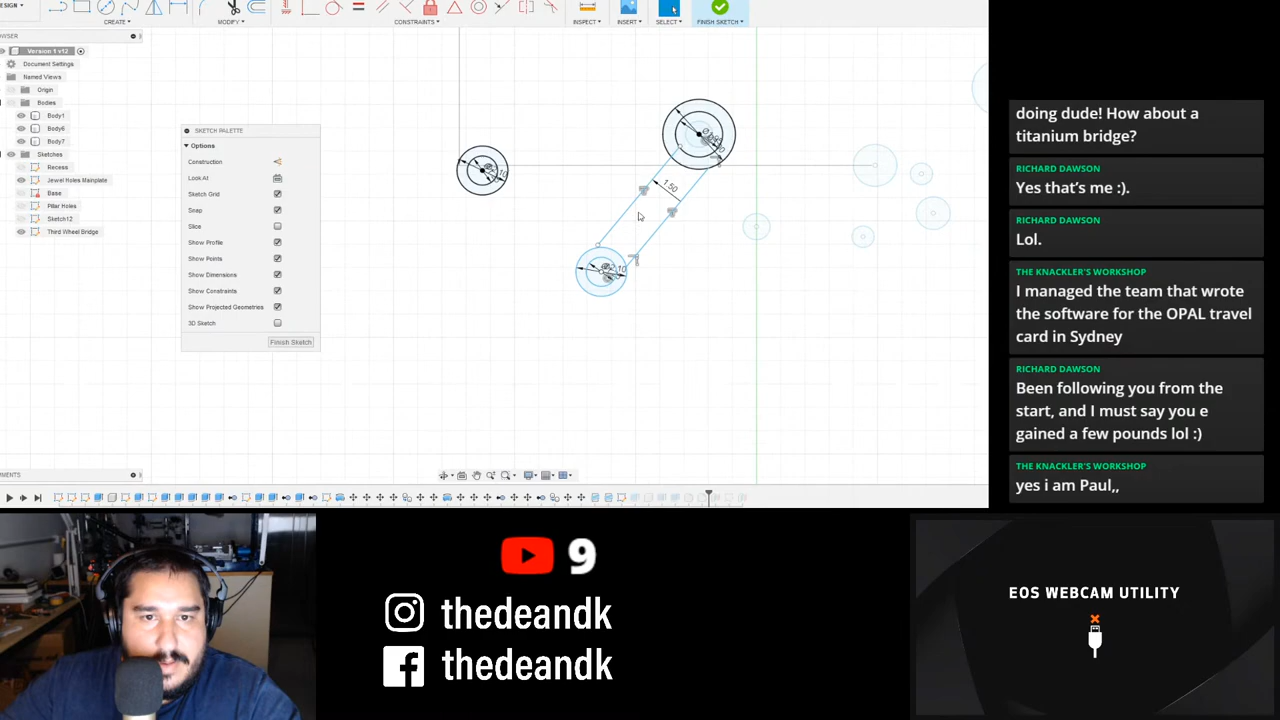 ESIGN
CREATE
MODIFY
CONSTRAINTS
INSPECT
INSERT
SELECT
FINISH SKETCH
OWSER
Version 1 v12
Document Settings
Named Views
Origin
Bodies
Body1
Body6
Body7
Sketches
Recess
Jewel Holes Mainplate
Base
Pillar Holes
Sketch12
Third Wheel Bridge
SKETCH PALETTE
Options
Construction
Look At
Sketch Grid
Snap
Slice
Show Profile
Show Points
Show Dimensions
Show Constraints
Show Projected Geometries
3D Sketch
Finish Sketch
1.50
MMENTS
doing dude! How about a
titanium bridge?
RICHARD DAWSON
Yes that's me :).
RICHARD DAWSON
Lol.
THE KNACKLER'S WORKSHOP
I managed the team that wrote
the software for the OPAL travel
card in Sydney
RICHARD DAWSON
Been following you from the
start, and I must say you e
gained a few pounds lol :)
THE KNACKLER'S WORKSHOP
yes i am Paul,,
9
thedeandk
thedeandk
EOS WEBCAM UTILITY